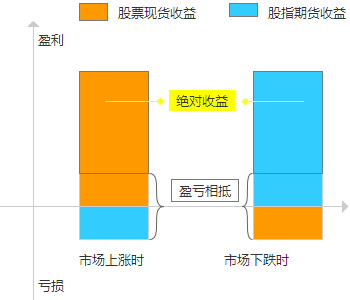 股票现货收益 股指期货收益
盈利
绝对收益
盈亏相抵
市场上涨时 市场下跌时
亏损